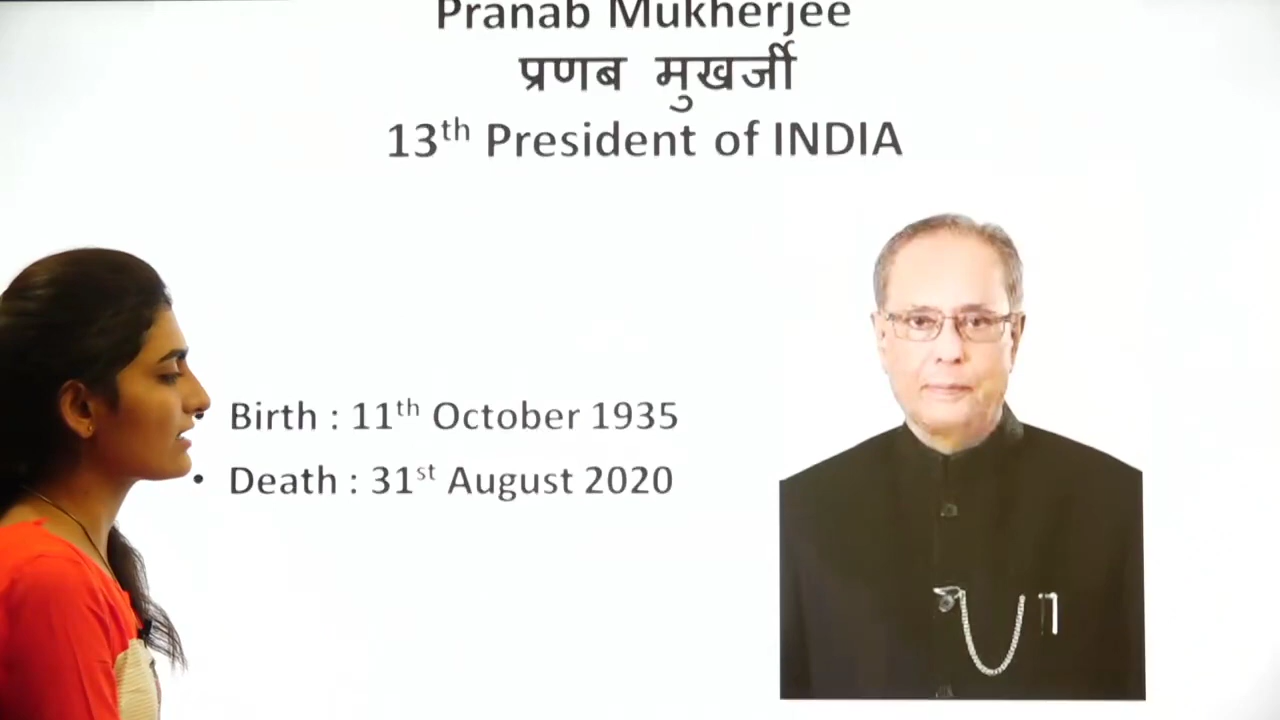 Pranab Mukherjee
प्रणब मुखर्जी
13th President of INDIA
Birth : 11th October 1935
• Death : 31st August 2020